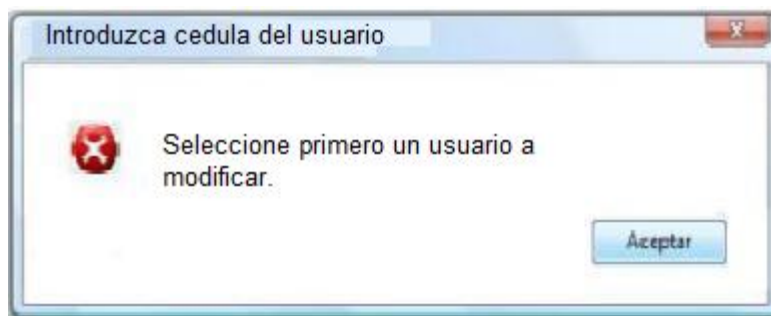 Introduzca cedula del usuario
Seleccione primero un usuario a
modificar.
Aceptar